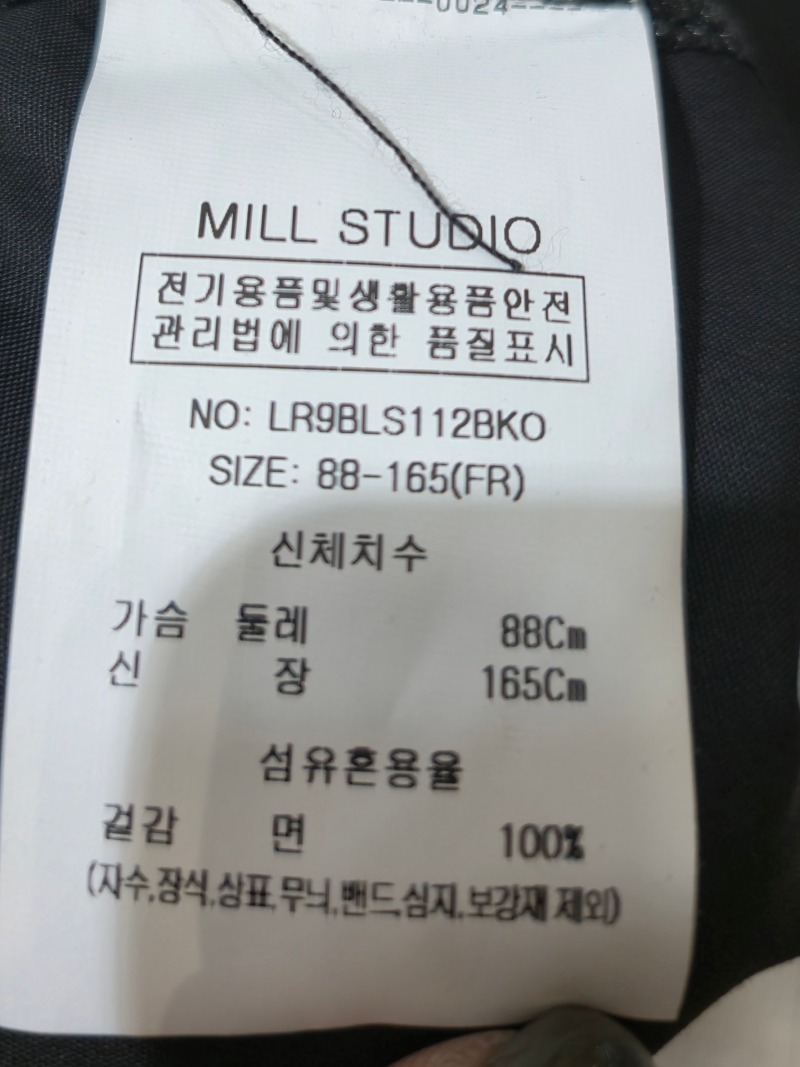 --0024----
MILL STUDIO
전기용품및생활용품안전
관리법에 의한 품질표시
NO: LR9BLS112BKO
SIZE: 88-165(FR)
신체치수
가슴 둘레 88Cm
신 장 165Cm
섬유혼용율
겉감 면 100%
(자수,장식,상표,무늬,밴드,심지,보강재 제외)